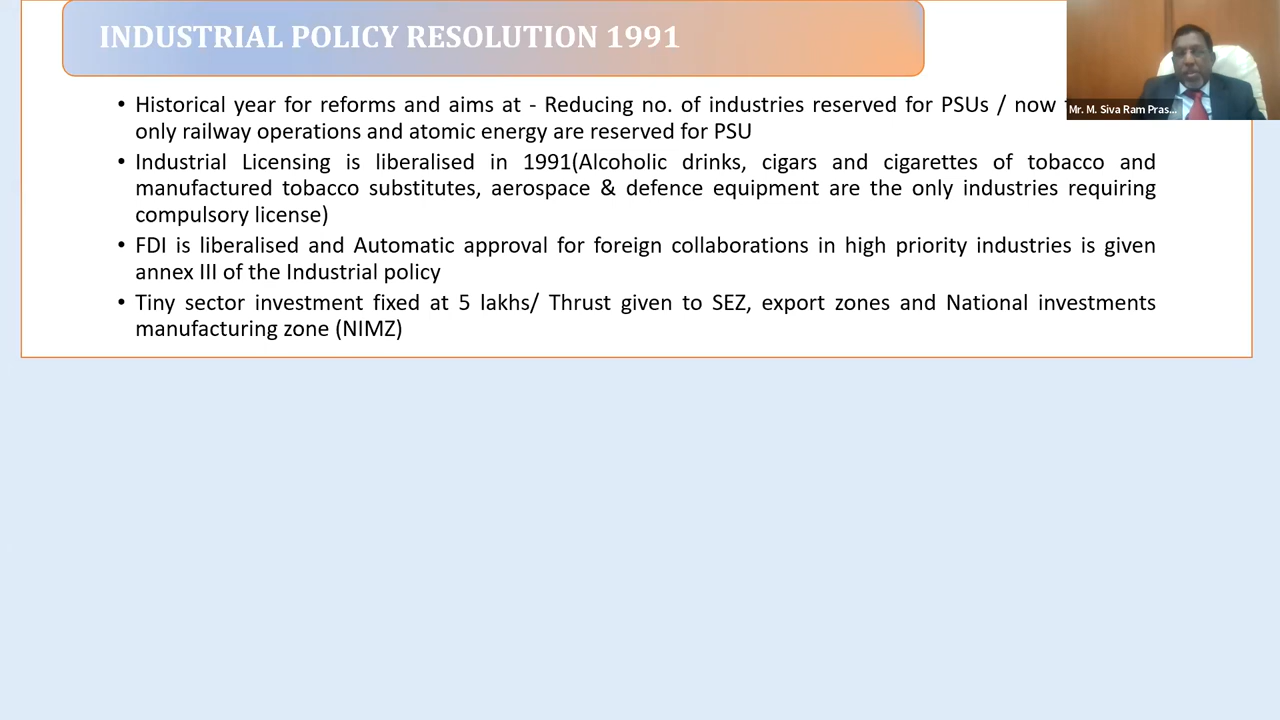 INDUSTRIAL POLICY RESOLUTION 1991
• Historical year for reforms and aims at - Reducing no. of industries reserved for PSUs / now
only railway operations and atomic energy are reserved for PSU
• Industrial Licensing is liberalised in 1991(Alcoholic drinks, cigars and cigarettes of tobacco and
manufactured tobacco substitutes, aerospace & defence equipment are the only industries requiring
compulsory license)
• FDI is liberalised and Automatic approval for foreign collaborations in high priority industries is given
annex III of the Industrial policy
• Tiny sector investment fixed at 5 lakhs/ Thrust given to SEZ, export zones and National investments
manufacturing zone (NIMZ)
Mr. M. Siva Ram Pras...